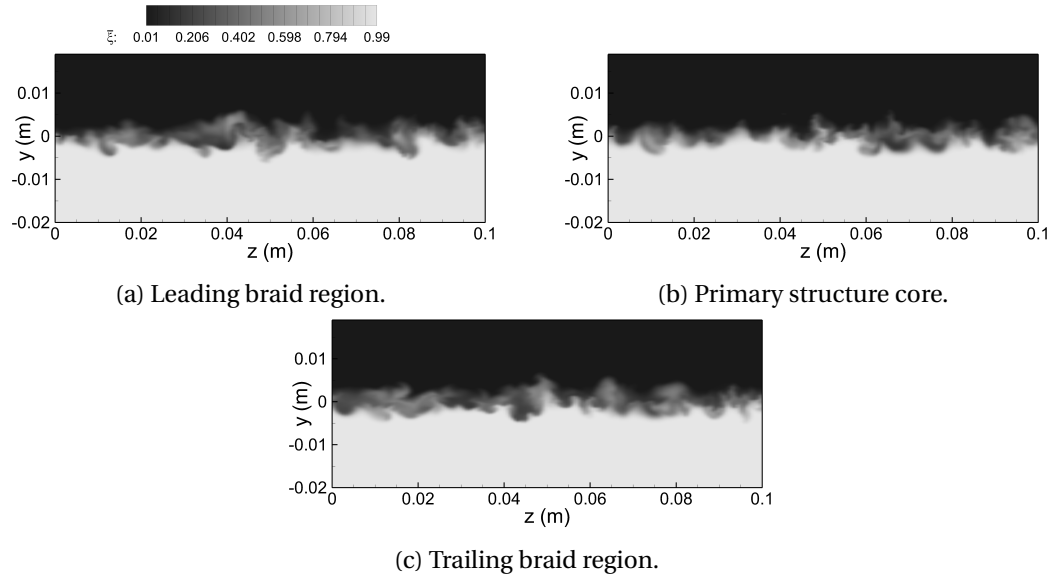 ξ̄: 0.01 0.206 0.402 0.598 0.794 0.99
y (m)
0.01
0
-0.01
-0.02
0 0.02 0.04 0.06 0.08 0.1
z (m)
(a) Leading braid region.
y (m)
0.01
0
-0.01
-0.02
0 0.02 0.04 0.06 0.08 0.1
z (m)
(b) Primary structure core.
y (m)
0.01
0
-0.01
-0.02
0 0.02 0.04 0.06 0.08 0.1
z (m)
(c) Trailing braid region.